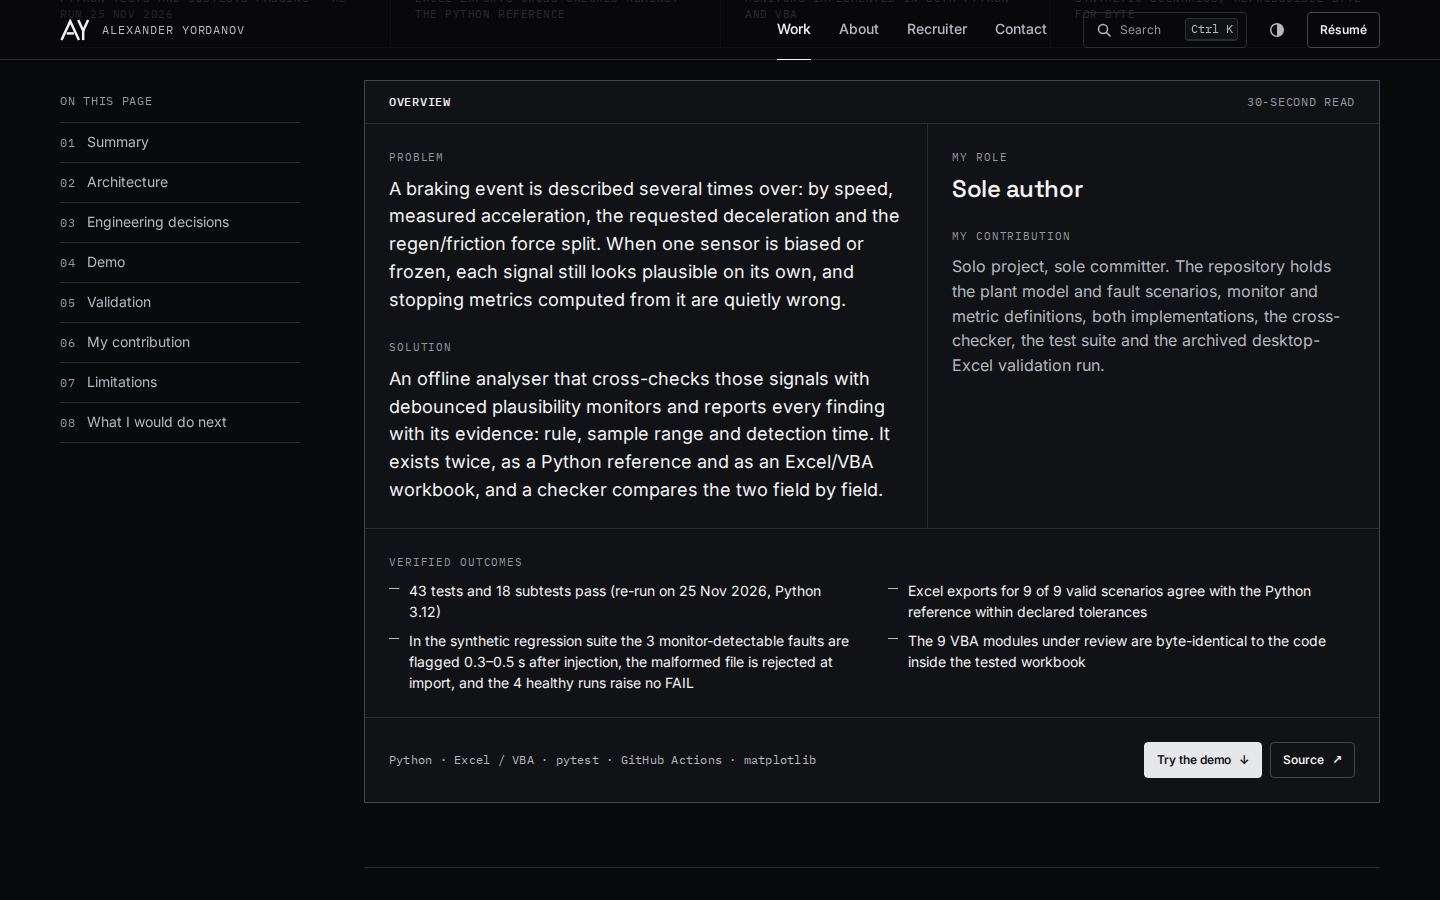 RUN 25 NOV 2026
THE PYTHON REFERENCE
AND VBA
FOR BYTE
AY ALEXANDER YORDANOV
Work About Recruiter Contact
Search Ctrl K
Résumé
ON THIS PAGE
01 Summary
02 Architecture
03 Engineering decisions
04 Demo
05 Validation
06 My contribution
07 Limitations
08 What I would do next
OVERVIEW
30-SECOND READ
PROBLEM
A braking event is described several times over: by speed,
measured acceleration, the requested deceleration and the
regen/friction force split. When one sensor is biased or
frozen, each signal still looks plausible on its own, and
stopping metrics computed from it are quietly wrong.
SOLUTION
An offline analyser that cross-checks those signals with
debounced plausibility monitors and reports every finding
with its evidence: rule, sample range and detection time. It
exists twice, as a Python reference and as an Excel/VBA
workbook, and a checker compares the two field by field.
MY ROLE
Sole author
MY CONTRIBUTION
Solo project, sole committer. The repository holds
the plant model and fault scenarios, monitor and
metric definitions, both implementations, the cross-
checker, the test suite and the archived desktop-
Excel validation run.
VERIFIED OUTCOMES
— 43 tests and 18 subtests pass (re-run on 25 Nov 2026, Python
3.12)
— Excel exports for 9 of 9 valid scenarios agree with the Python
reference within declared tolerances
— In the synthetic regression suite the 3 monitor-detectable faults are
flagged 0.3–0.5 s after injection, the malformed file is rejected at
import, and the 4 healthy runs raise no FAIL
— The 9 VBA modules under review are byte-identical to the code
inside the tested workbook
Python · Excel / VBA · pytest · GitHub Actions · matplotlib
Try the demo ↓
Source ↗